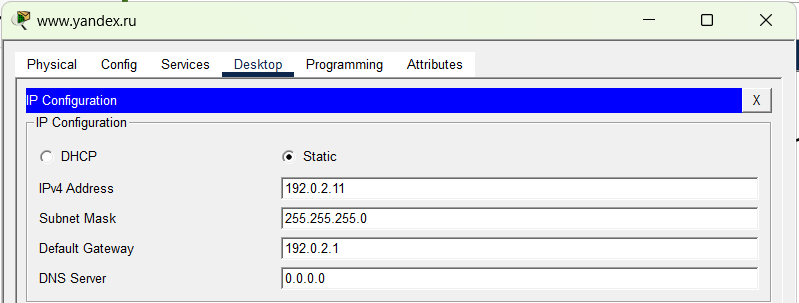 www.yandex.ru
Physical Config Services Desktop Programming Attributes
IP Configuration X
IP Configuration
DHCP Static
IPv4 Address 192.0.2.11
Subnet Mask 255.255.255.0
Default Gateway 192.0.2.1
DNS Server 0.0.0.0